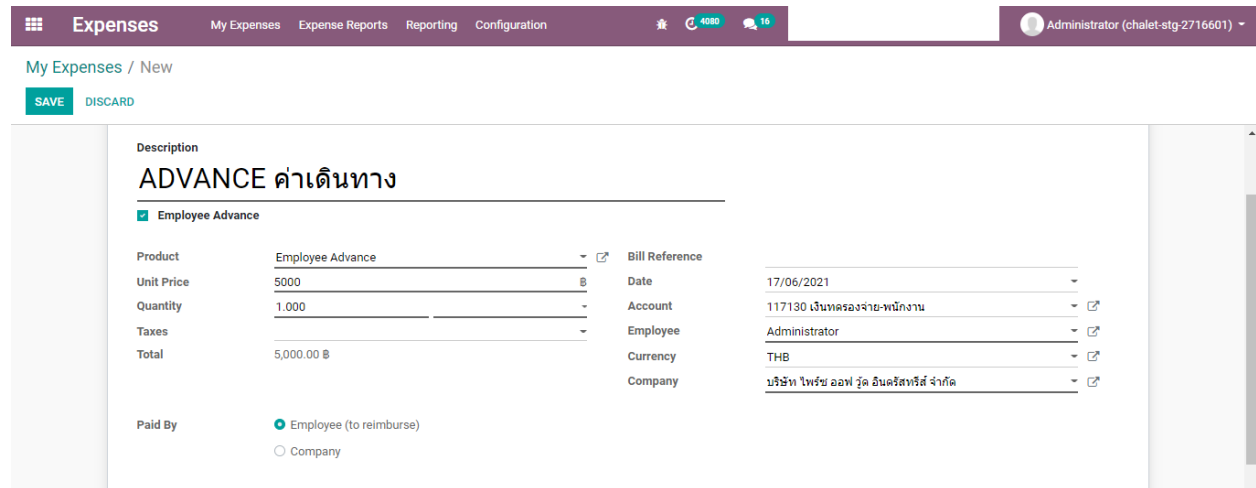 Expenses My Expenses Expense Reports Reporting Configuration 4080 16 Administrator (chalet-stg-2716601)
My Expenses / New
SAVE DISCARD
Description
ADVANCE ค่าเดินทาง
Employee Advance
Product Employee Advance Bill Reference
Unit Price 5000 ฿ Date 17/06/2021
Quantity 1.000 Account 117130 เงินทดรองจ่าย-พนักงาน
Taxes Employee Administrator
Total 5,000.00 ฿ Currency THB
Company บริษัท ไพร์ซ ออฟ วู้ด อินดรัสทรีส์ จำกัด
Paid By Employee (to reimburse)
Company